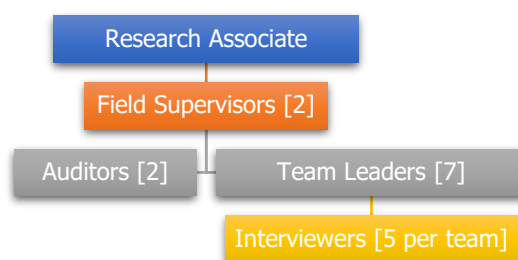 Research Associate
Field Supervisors [2]
Auditors [2]
Team Leaders [7]
Interviewers [5 per team]